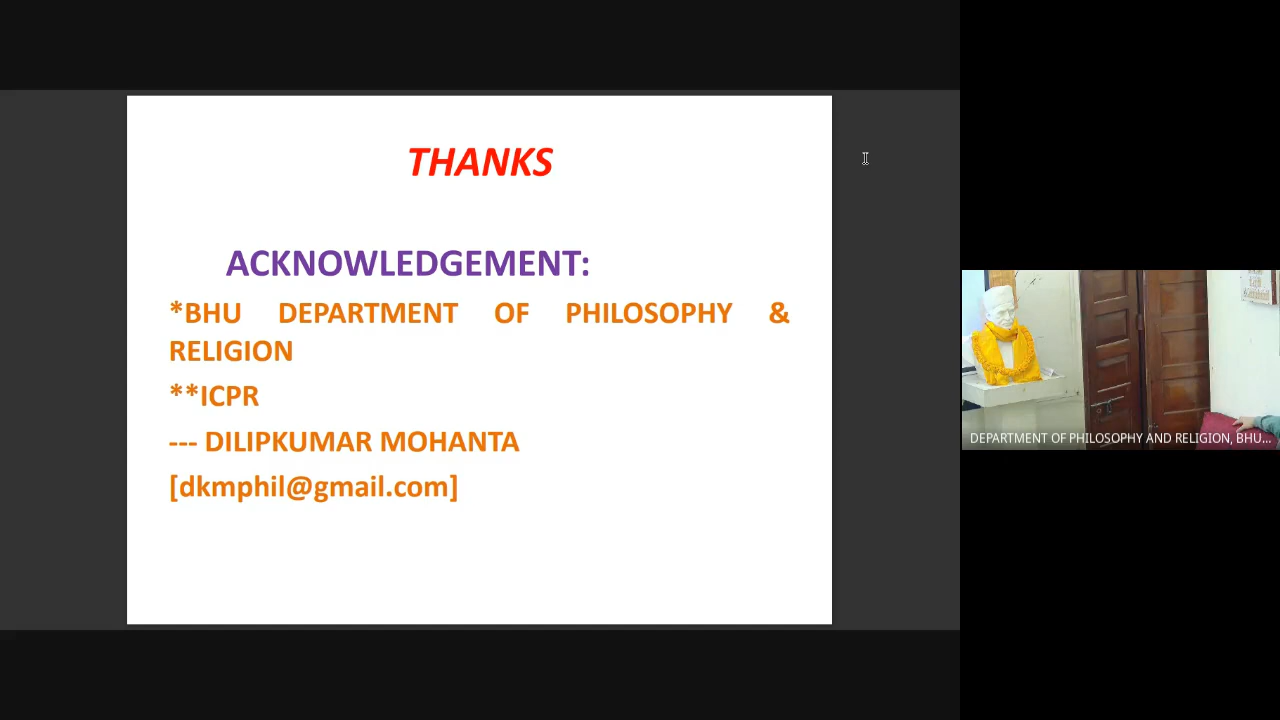 THANKS
ACKNOWLEDGEMENT:
*BHU DEPARTMENT OF PHILOSOPHY &
RELIGION
**ICPR
--- DILIPKUMAR MOHANTA
[dkmphil@gmail.com]
DEPARTMENT OF PHILOSOPHY AND RELIGION, BHU...